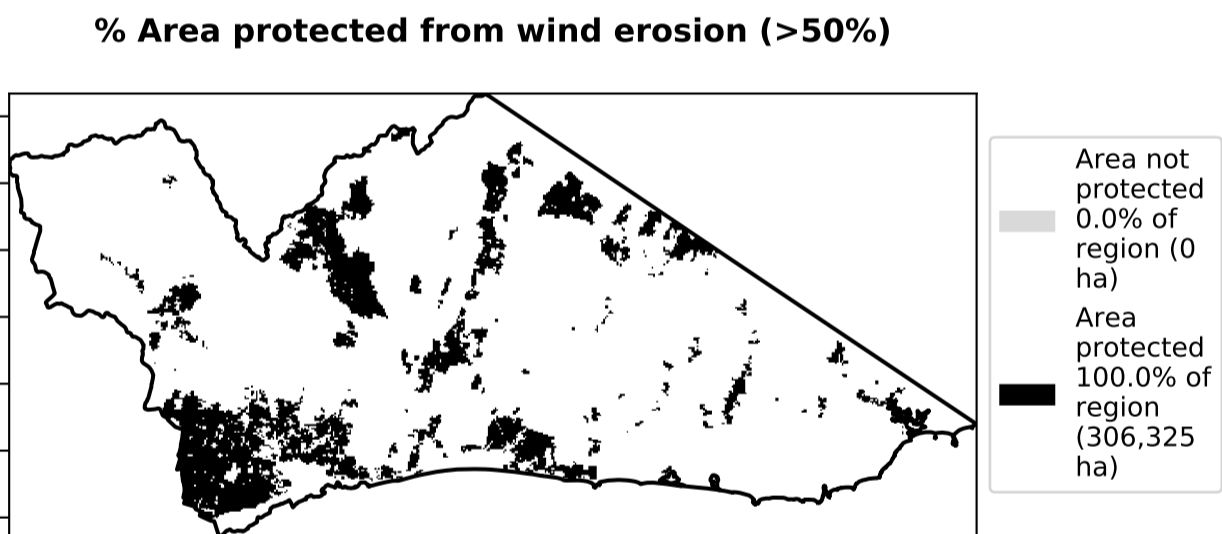 % Area protected from wind erosion (>50%)
Area not
protected
0.0% of
region (0
ha)
Area
protected
100.0% of
region
(306,325
ha)